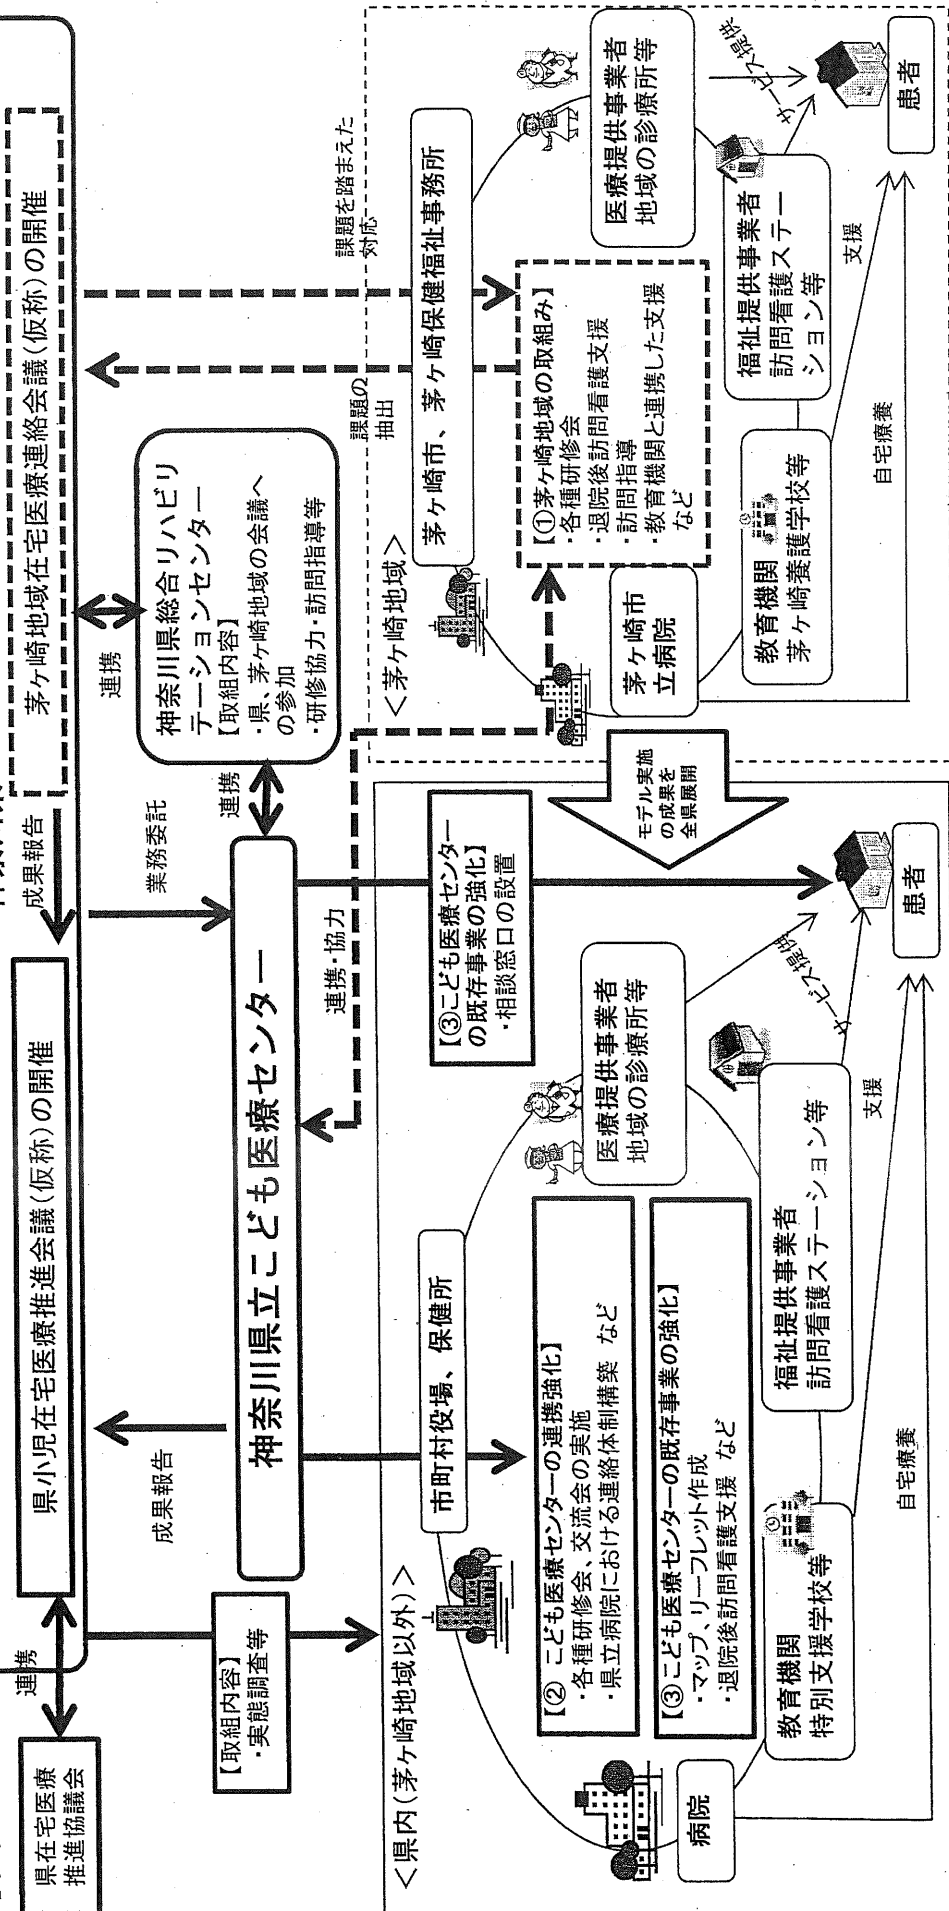 県在宅医療
推進協議会
連携
県小児在宅医療推進会議(仮称)の開催
成果報告
茅ヶ崎地域在宅医療連絡会議(仮称)の開催
【取組内容】
・実態調査等
成果報告
業務委託
連携
神奈川県立こども医療センター
連携
神奈川県総合リハビリ
テーションセンター
【取組内容】
・県、茅ヶ崎地域の会議へ
の参加
・研修協力・訪問指導等
連携・協力
課題の
抽出
課題を踏まえた
対応
<県内(茅ヶ崎地域以外)>
市町村役場、保健所
【③こども医療センター
の既存事業の強化】
・相談窓口の設置
【② こども医療センターの連携強化】
・各種研修会、交流会の実施
・県立病院における連絡体制構築 など
【③こども医療センターの既存事業の強化】
・マップ、リーフレット作成
・退院後訪問看護支援 など
医療提供事業者
地域の診療所等
病院
教育機関
特別支援学校等
福祉提供事業者
訪問看護ステーション等
サービス提供
支援
自宅療養
患者
モデル実施
の成果を
全県展開
<茅ヶ崎地域>
茅ヶ崎市、茅ヶ崎保健福祉事務所
【①茅ヶ崎地域の取組み】
・各種研修会
・退院後訪問看護支援
・訪問指導
・教育機関と連携した支援
など
医療提供事業者
地域の診療所等
茅ヶ崎市
立病院
教育機関
茅ヶ崎養護学校等
福祉提供事業者
訪問看護ステー
ション等
サービス提供
支援
自宅療養
患者